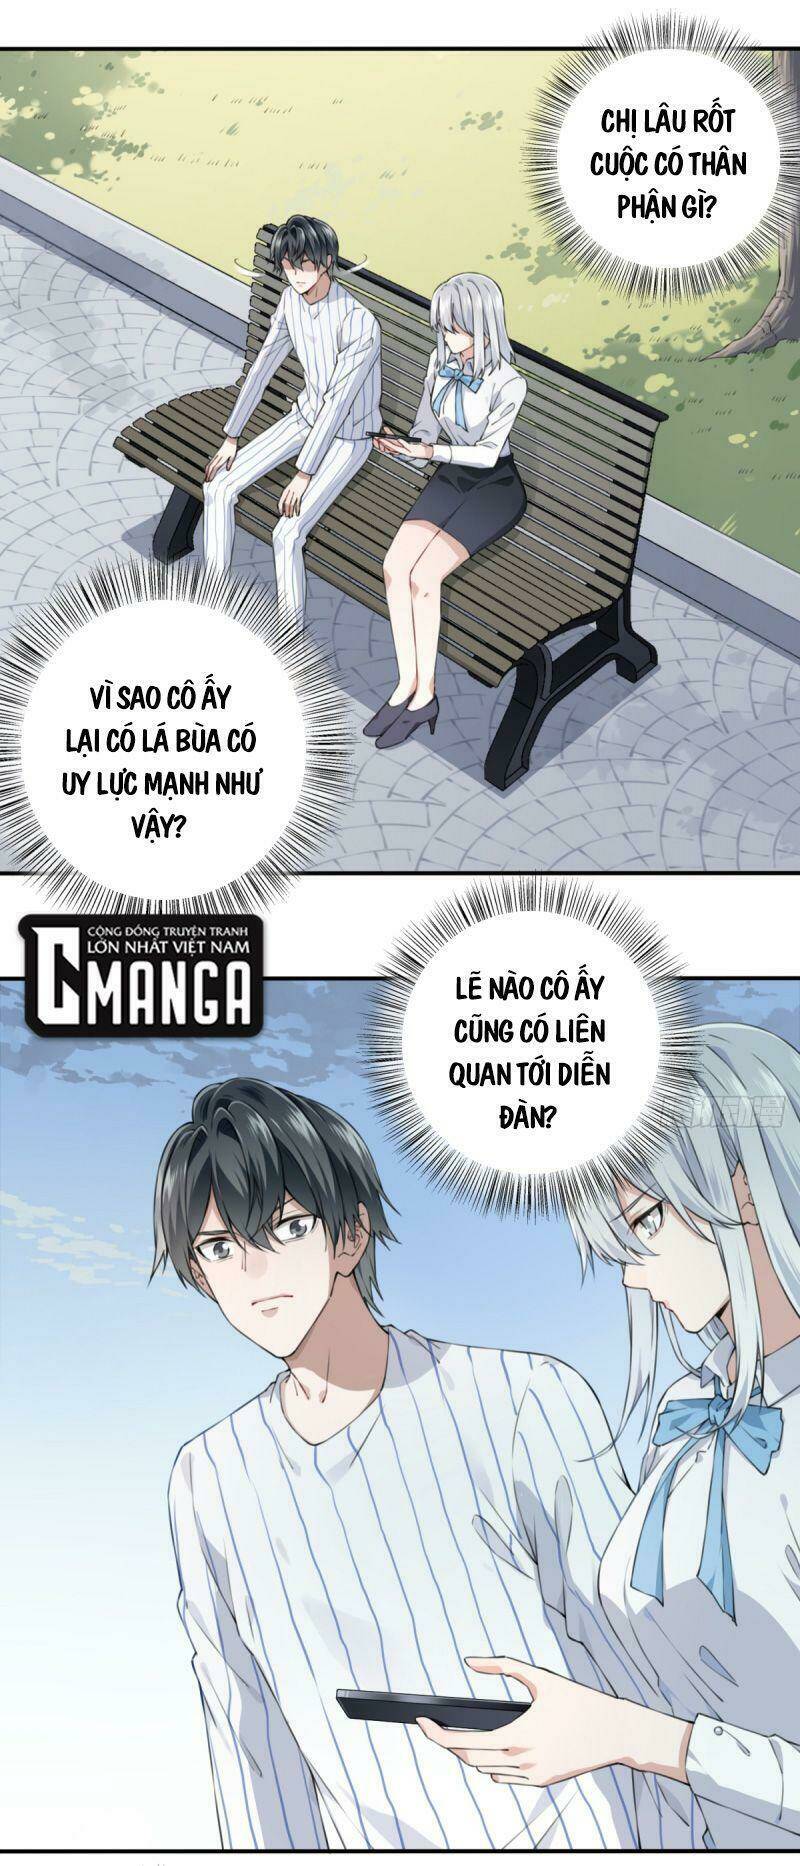 CHỊ LÂU RỐT
CUỘC CÓ THÂN
PHẬN GÌ?
VÌ SAO CÔ ẤY
LẠI CÓ LÁ BÙA CÓ
UY LỰC MẠNH NHƯ
VẬY?
CỘNG ĐỒNG TRUYỆN TRANH
LỚN NHẤT VIỆT NAM
CMANGA
LẼ NÀO CÔ ẤY
CŨNG CÓ LIÊN
QUAN TỚI DIỄN
ĐÀN?